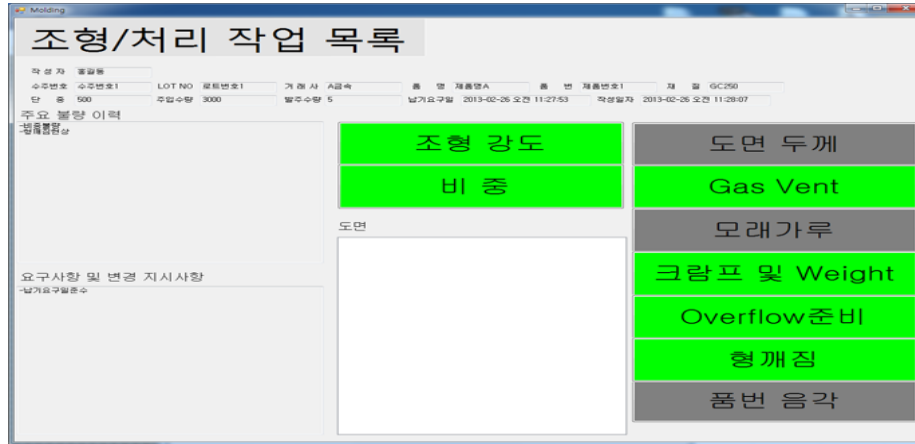 Molding
조형/처리 작업 목록
작 성 자 홍길동
수주번호 수주번호1 LOT NO 로트번호1 거 래 사 A금속 품 명 제품명A 품 번 제품번호1 재 질 GC250
단 중 500 주입수량 3000 발주수량 5 납기요구일 2013-02-26 오전 11:27:53 작성일자 2013-02-26 오전 11:28:07
주요 불량 이력
조형 강도
도면 두께
비 중
Gas Vent
도면
모래가루
요구사항 및 변경 지시사항
-납기요구일준수
크람프 및 Weight
Overflow준비
형깨짐
품번 음각